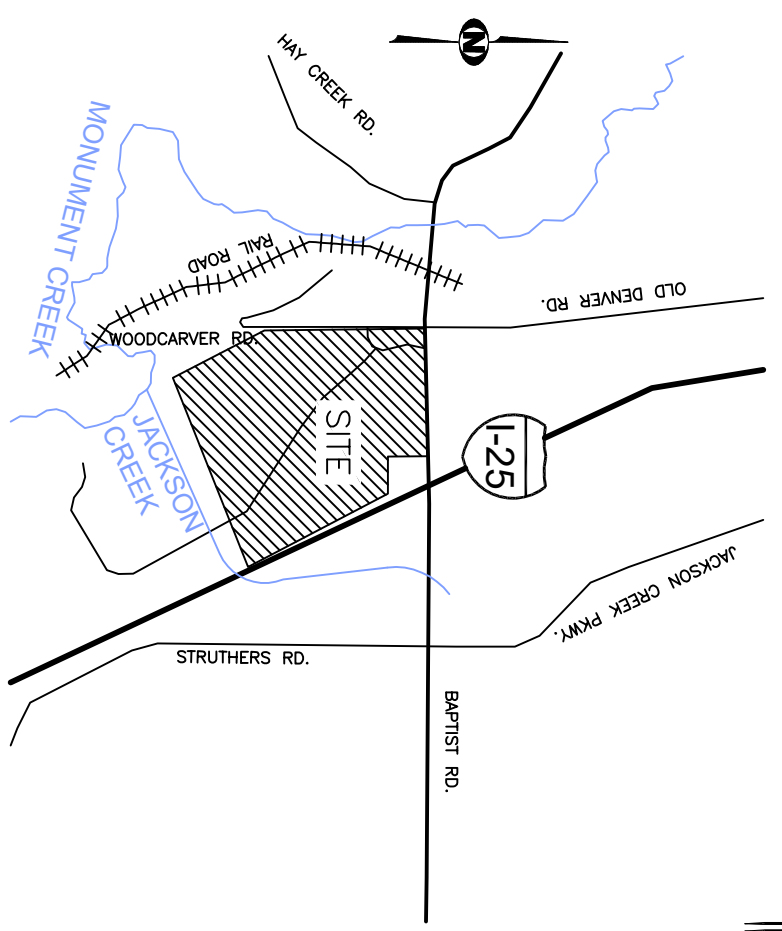 N
HAY CREEK RD.
MONUMENT CREEK
RAIL ROAD
OLD DENVER RD.
WOODCARVER RD.
SITE
I-25
JACKSON
CREEK
JACKSON CREEK PKWY.
STRUTHERS RD.
BAPTIST RD.